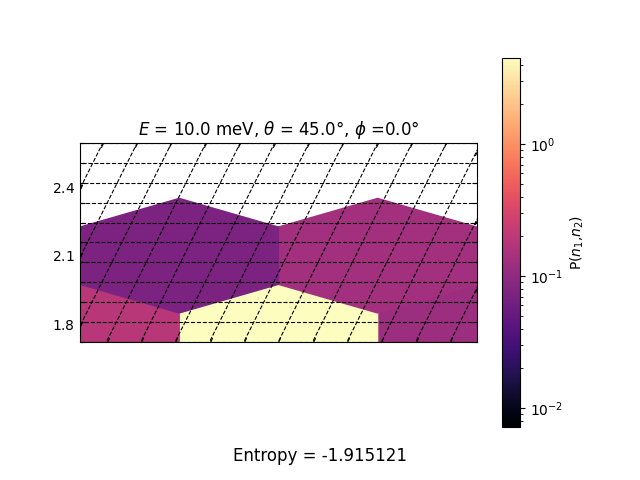 E = 10.0 meV, θ = 45.0°, ϕ =0.0°
2.4
2.1
1.8
10⁰
10⁻¹
10⁻²
P(n₁,n₂)
Entropy = -1.915121